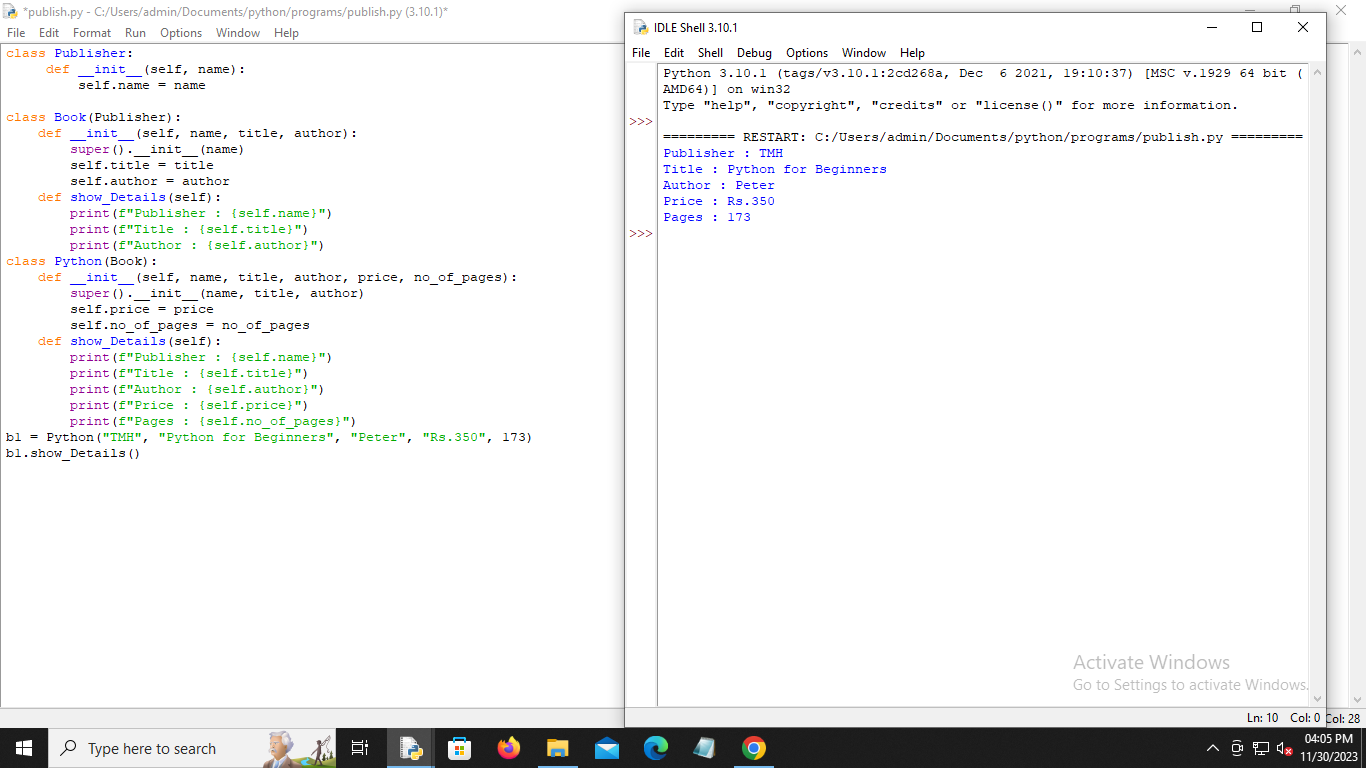 *publish.py - C:/Users/admin/Documents/python/programs/publish.py (3.10.1)*
File Edit Format Run Options Window Help
class Publisher:
     def __init__(self, name):
         self.name = name

class Book(Publisher):
    def __init__(self, name, title, author):
        super().__init__(name)
        self.title = title
        self.author = author
    def show_Details(self):
        print(f"Publisher : {self.name}")
        print(f"Title : {self.title}")
        print(f"Author : {self.author}")
class Python(Book):
    def __init__(self, name, title, author, price, no_of_pages):
        super().__init__(name, title, author)
        self.price = price
        self.no_of_pages = no_of_pages
    def show_Details(self):
        print(f"Publisher : {self.name}")
        print(f"Title : {self.title}")
        print(f"Author : {self.author}")
        print(f"Price : {self.price}")
        print(f"Pages : {self.no_of_pages}")
b1 = Python("TMH", "Python for Beginners", "Peter", "Rs.350", 173)
b1.show_Details()
IDLE Shell 3.10.1
File Edit Shell Debug Options Window Help
Python 3.10.1 (tags/v3.10.1:2cd268a, Dec  6 2021, 19:10:37) [MSC v.1929 64 bit (
AMD64)] on win32
Type "help", "copyright", "credits" or "license()" for more information.
>>>
========= RESTART: C:/Users/admin/Documents/python/programs/publish.py =========
Publisher : TMH
Title : Python for Beginners
Author : Peter
Price : Rs.350
Pages : 173
>>>
Activate Windows
Go to Settings to activate Windows.
Ln: 10 Col: 0
Col: 28
Type here to search
04:05 PM
11/30/2023